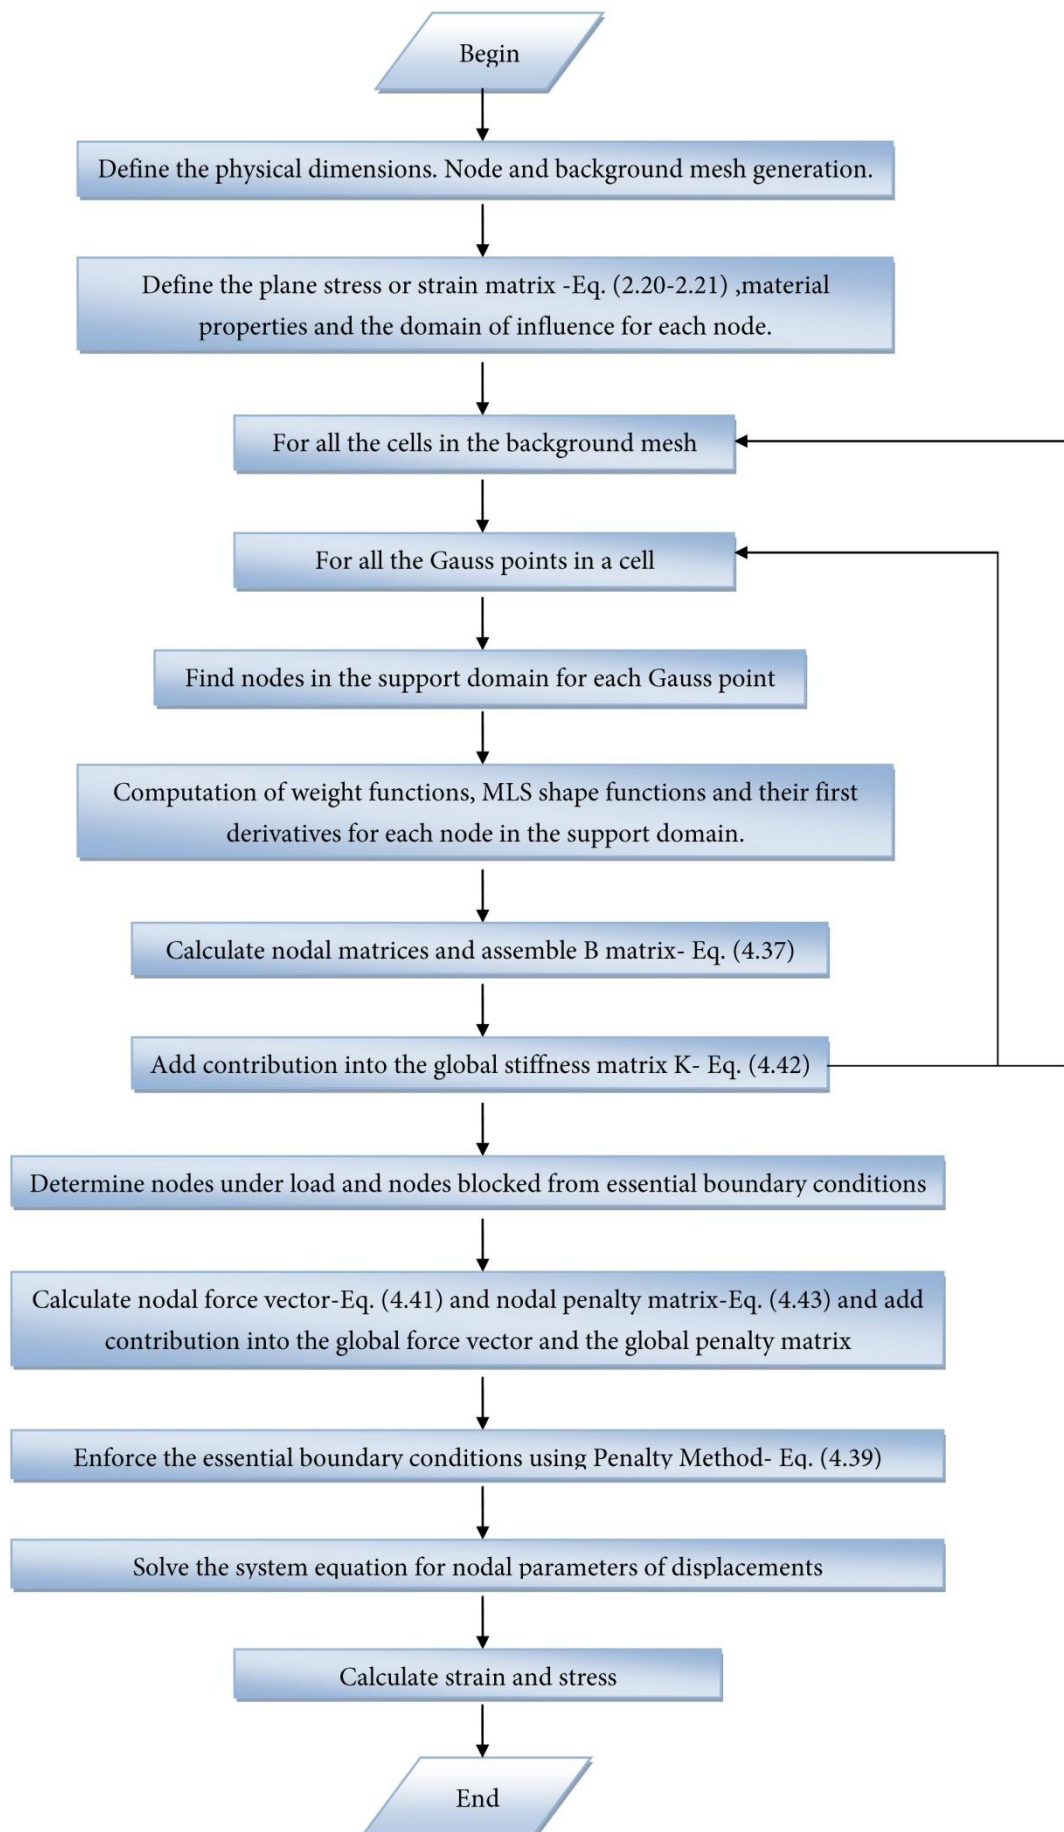 Begin
Define the physical dimensions. Node and background mesh generation.
Define the plane stress or strain matrix -Eq. (2.20-2.21) ,material
properties and the domain of influence for each node.
For all the cells in the background mesh
For all the Gauss points in a cell
Find nodes in the support domain for each Gauss point
Computation of weight functions, MLS shape functions and their first
derivatives for each node in the support domain.
Calculate nodal matrices and assemble B matrix- Eq. (4.37)
Add contribution into the global stiffness matrix K- Eq. (4.42)
Determine nodes under load and nodes blocked from essential boundary conditions
Calculate nodal force vector-Eq. (4.41) and nodal penalty matrix-Eq. (4.43) and add
contribution into the global force vector and the global penalty matrix
Enforce the essential boundary conditions using Penalty Method- Eq. (4.39)
Solve the system equation for nodal parameters of displacements
Calculate strain and stress
End